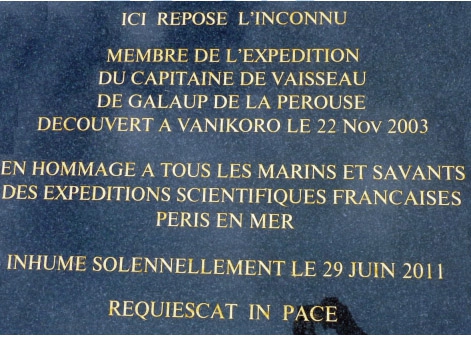 ICI REPOSE L'INCONNU
MEMBRE DE L'EXPEDITION
DU CAPITAINE DE VAISSEAU
DE GALAUP DE LA PEROUSE
DECOUVERT A VANIKORO LE 22 NOV 2003
EN HOMMAGE A TOUS LES MARINS ET SAVANTS
DES EXPEDITIONS SCIENTIFIQUES FRANCAISES
PERIS EN MER
INHUME SOLENNELLEMENT LE 29 JUIN 2011
REQUIESCAT IN PACE